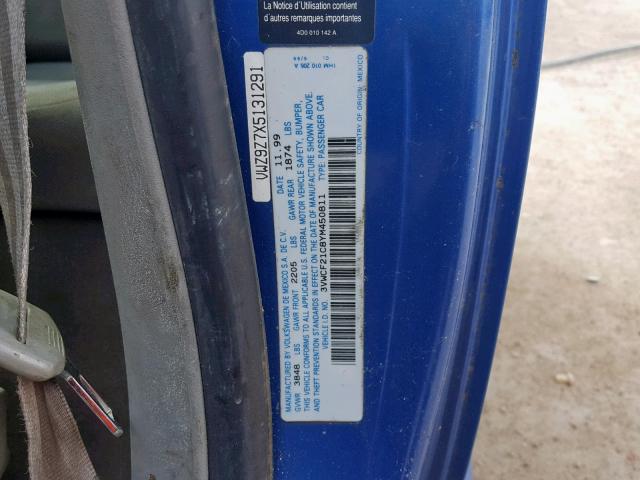 La Notice d'Utilisation contient
d'autres remarques importantes
4D0 010 142 A
VWZ9Z7X5131291
MANUFACTURED BY VOLKSWAGEN DE MEXICO S.A. DE C.V. DATE 11.99
GVWR 3848 LBS GAWR FRONT 2205 LBS GAWR REAR 1874 LBS
THIS VEHICLE CONFORMS TO ALL APPLICABLE U.S. FEDERAL MOTOR VEHICLE SAFETY, BUMPER,
AND THEFT PREVENTION STANDARDS IN EFFECT ON THE DATE OF MANUFACTURE SHOWN ABOVE.
VEHICLE I.D. NO. 3VWCF21C8YM450811 TYPE: PASSENGER CAR
COUNTRY OF ORIGIN: MEXICO
1HM 010 206 A